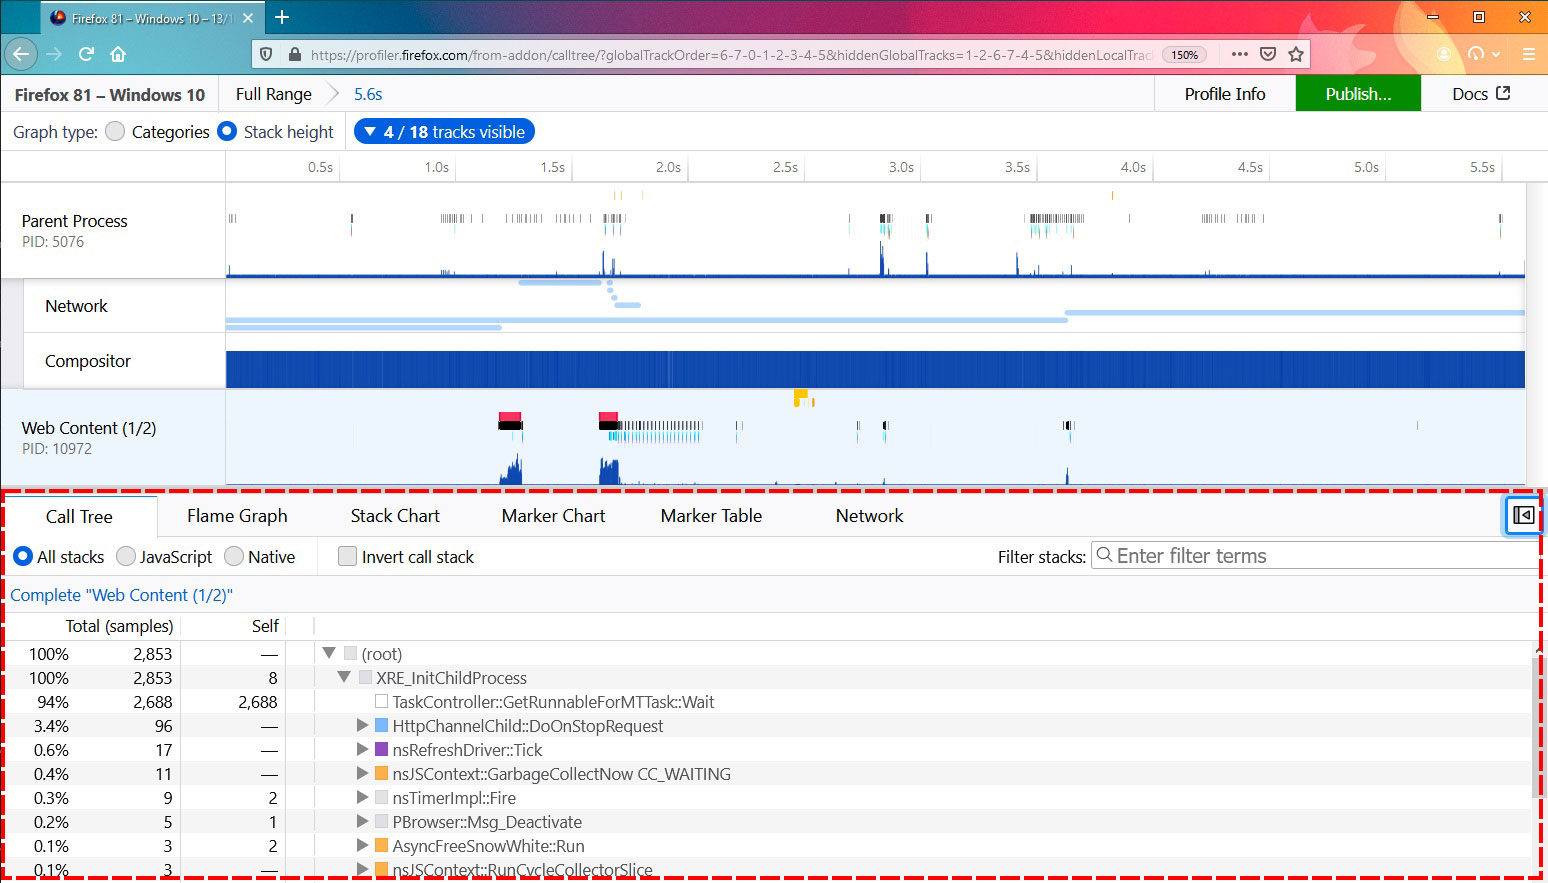 Firefox 81 – Windows 10 – 13/1
https://profiler.firefox.com/from-addon/calltree/?globalTrackOrder=6-7-0-1-2-3-4-5&hiddenGlobalTracks=1-2-6-7-4-5&hiddenLocalTrac 150%
Firefox 81 – Windows 10 Full Range 5.6s Profile Info Publish... Docs
Graph type: Categories Stack height 4 / 18 tracks visible
0.5s 1.0s 1.5s 2.0s 2.5s 3.0s 3.5s 4.0s 4.5s 5.0s 5.5s
Parent Process
PID: 5076
Network
Compositor
Web Content (1/2)
PID: 10972
Call Tree Flame Graph Stack Chart Marker Chart Marker Table Network
All stacks JavaScript Native Invert call stack Filter stacks: Enter filter terms
Complete "Web Content (1/2)"
Total (samples) Self
100% 2,853 — (root)
100% 2,853 8 XRE_InitChildProcess
94% 2,688 2,688 TaskController::GetRunnableForMTTask::Wait
3.4% 96 — HttpChannelChild::DoOnStopRequest
0.6% 17 — nsRefreshDriver::Tick
0.4% 11 — nsJSContext::GarbageCollectNow CC_WAITING
0.3% 9 2 nsTimerImpl::Fire
0.2% 5 1 PBrowser::Msg_Deactivate
0.1% 3 2 AsyncFreeSnowWhite::Run
0.1% 3 — nsJSContext::RunCycleCollectorSlice